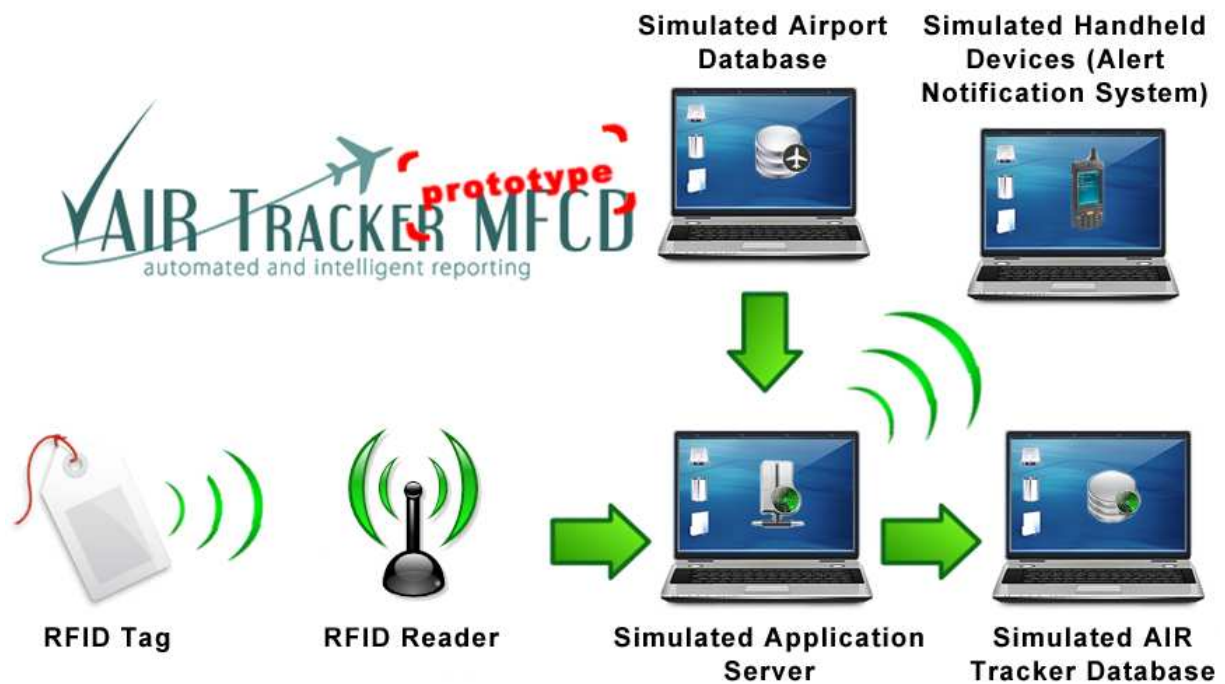 Simulated Airport
Database
Simulated Handheld
Devices (Alert
Notification System)
prototype
AIR TRACKER MFCD
automated and intelligent reporting
RFID Tag
RFID Reader
Simulated Application
Server
Simulated AIR
Tracker Database